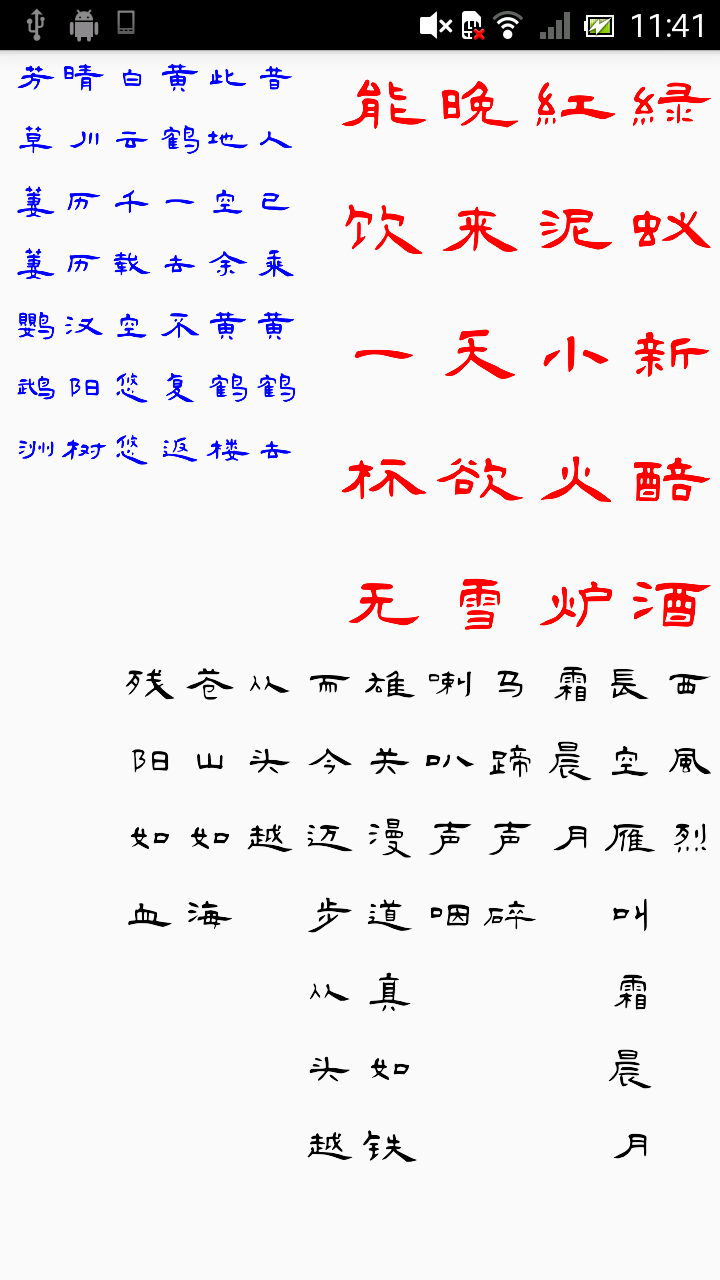 11:41
緑蚁新醅酒
紅泥小火炉
晚来天欲雪
能饮一杯无
昔人已乘黄鹤去
此地空余黄鹤楼
黄鹤一去不复返
白云千载空悠悠
晴川历历汉阳树
芳草萋萋鹦鹉洲
西風烈
長空雁叫霜晨月
霜晨月
马蹄声碎
喇叭声咽
雄关漫道真如铁
而今迈步从头越
从头越
苍山如海
残阳如血